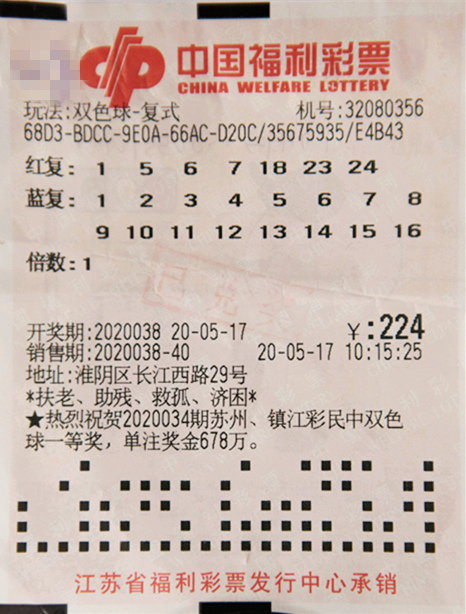 中国福利彩票
CHINA WELFARE LOTTERY
玩法:双色球-复式 机号:32080356
68D3-BDCC-9E0A-66AC-D20C/35675935/E4B43
红复: 1 5 6 7 18 23 24
蓝复: 1 2 3 4 5 6 7 8
9 10 11 12 13 14 15 16
倍数:1
已兑奖
开奖期:2020038 20-05-17 ￥:224
销售期:2020038-40 20-05-17 10:15:25
地址:淮阴区长江西路29号
*扶老、助残、救孤、济困*
★热烈祝贺2020034期苏州、镇江彩民中双色
球一等奖，单注奖金678万。
江苏省福利彩票发行中心承销